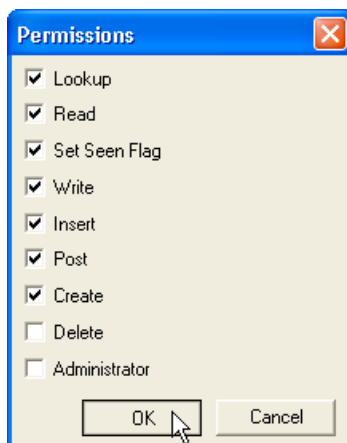 Permissions
Lookup
Read
Set Seen Flag
Write
Insert
Post
Create
Delete
Administrator
OK Cancel